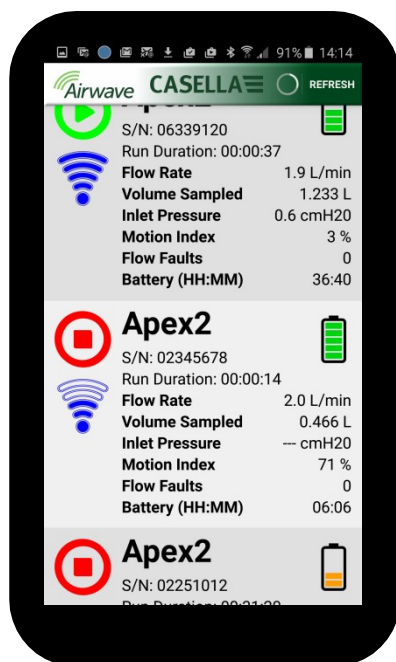 91% 14:14
Airwave CASELLA REFRESH
Apex2
S/N: 06339120
Run Duration: 00:00:37
Flow Rate 1.9 L/min
Volume Sampled 1.233 L
Inlet Pressure 0.6 cmH20
Motion Index 3 %
Flow Faults 0
Battery (HH:MM) 36:40
Apex2
S/N: 02345678
Run Duration: 00:00:14
Flow Rate 2.0 L/min
Volume Sampled 0.466 L
Inlet Pressure --- cmH20
Motion Index 71 %
Flow Faults 0
Battery (HH:MM) 06:06
Apex2
S/N: 02251012
Run Duration: